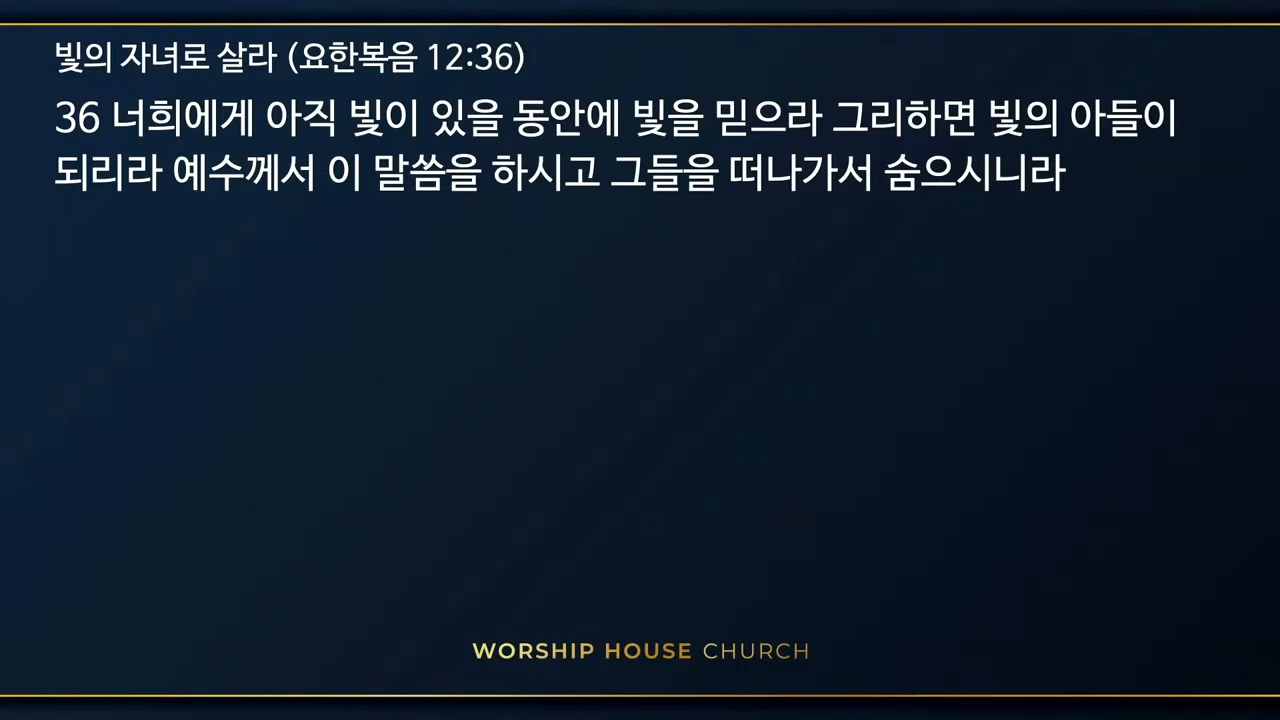 빛의 자녀로 살라 (요한복음 12:36)
36 너희에게 아직 빛이 있을 동안에 빛을 믿으라 그리하면 빛의 아들이
되리라 예수께서 이 말씀을 하시고 그들을 떠나가서 숨으시니라
WORSHIP HOUSE CHURCH